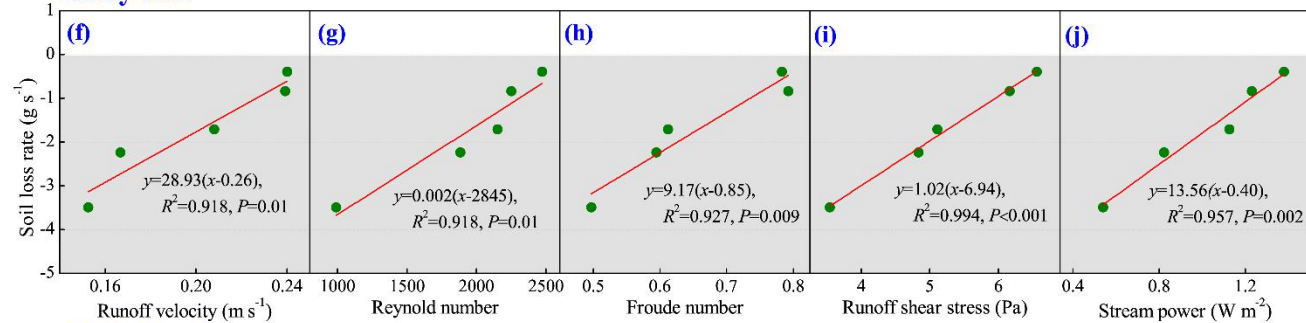 1
0
-1
-2
-3
-4
-5
Soil loss rate (g s⁻¹)
(f)
y=28.93(x-0.26),
R²=0.918, P=0.01
0.16
0.20
0.24
Runoff velocity (m s⁻¹)
(g)
y=0.002(x-2845),
R²=0.918, P=0.01
1000
1500
2000
2500
Reynold number
(h)
y=9.17(x-0.85),
R²=0.927, P=0.009
0.5
0.6
0.7
0.8
Froude number
(i)
y=1.02(x-6.94),
R²=0.994, P<0.001
4
5
6
Runoff shear stress (Pa)
(j)
y=13.56(x-0.40),
R²=0.957, P=0.002
0.4
0.8
1.2
Stream power (W m⁻²)